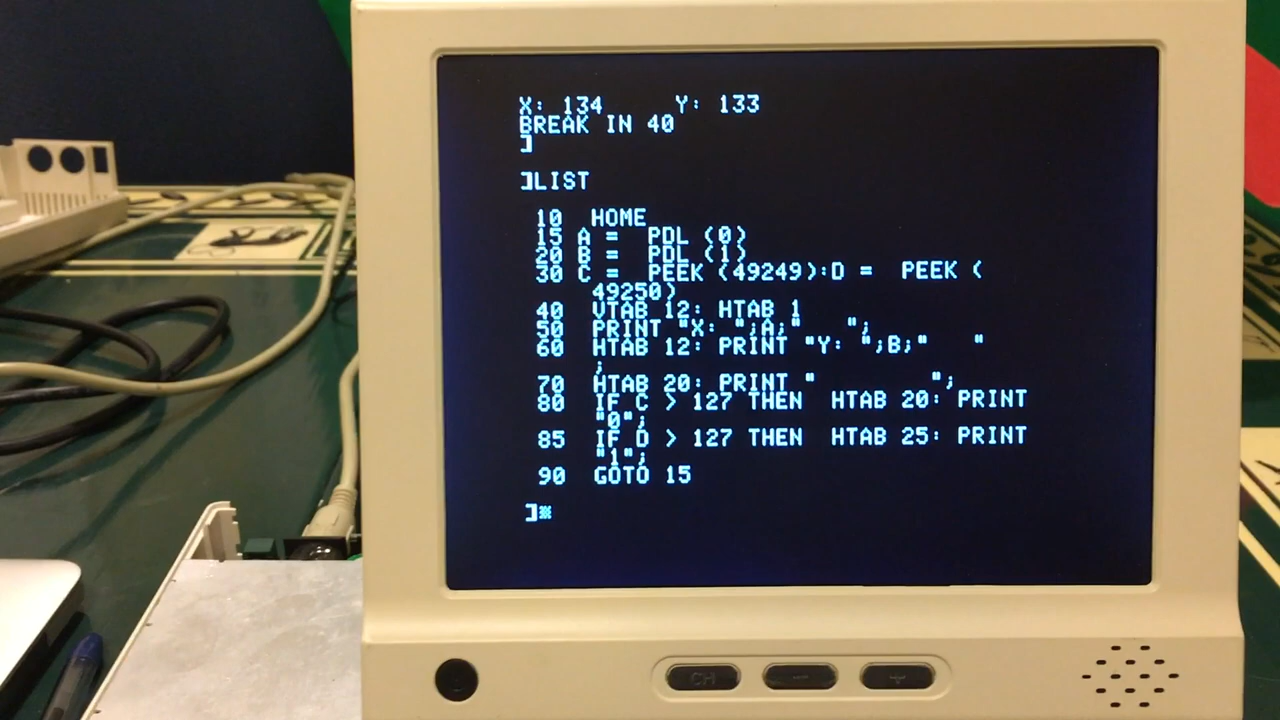 X: 134     Y: 133
BREAK IN 40
]
]LIST
10  HOME
15 A =  PDL (0)
20 B =  PDL (1)
30 C =  PEEK (49249):D =  PEEK (
49250)
40  VTAB 12: HTAB 1
50  PRINT "X: ";A;"   ";
60  HTAB 12: PRINT "Y: ";B;"   "
;
70  HTAB 20: PRINT "        ";
80  IF C > 127 THEN  HTAB 20: PRINT
"0";
85  IF D > 127 THEN  HTAB 25: PRINT
"1";
90  GOTO 15
]※
CH - +